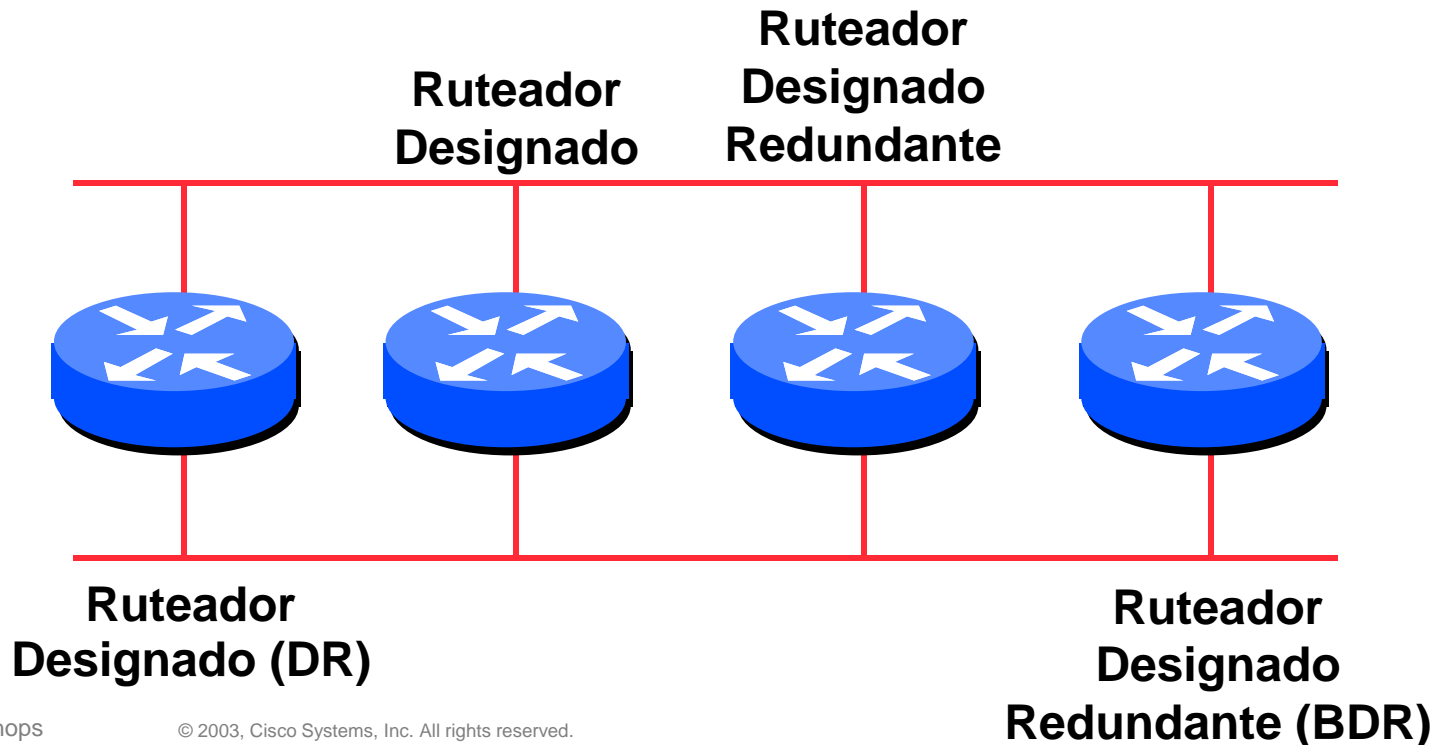 Ruteador
Designado
Ruteador
Designado
Redundante
Ruteador
Designado (DR)
Ruteador
Designado
Redundante (BDR)
© 2003, Cisco Systems, Inc. All rights reserved.